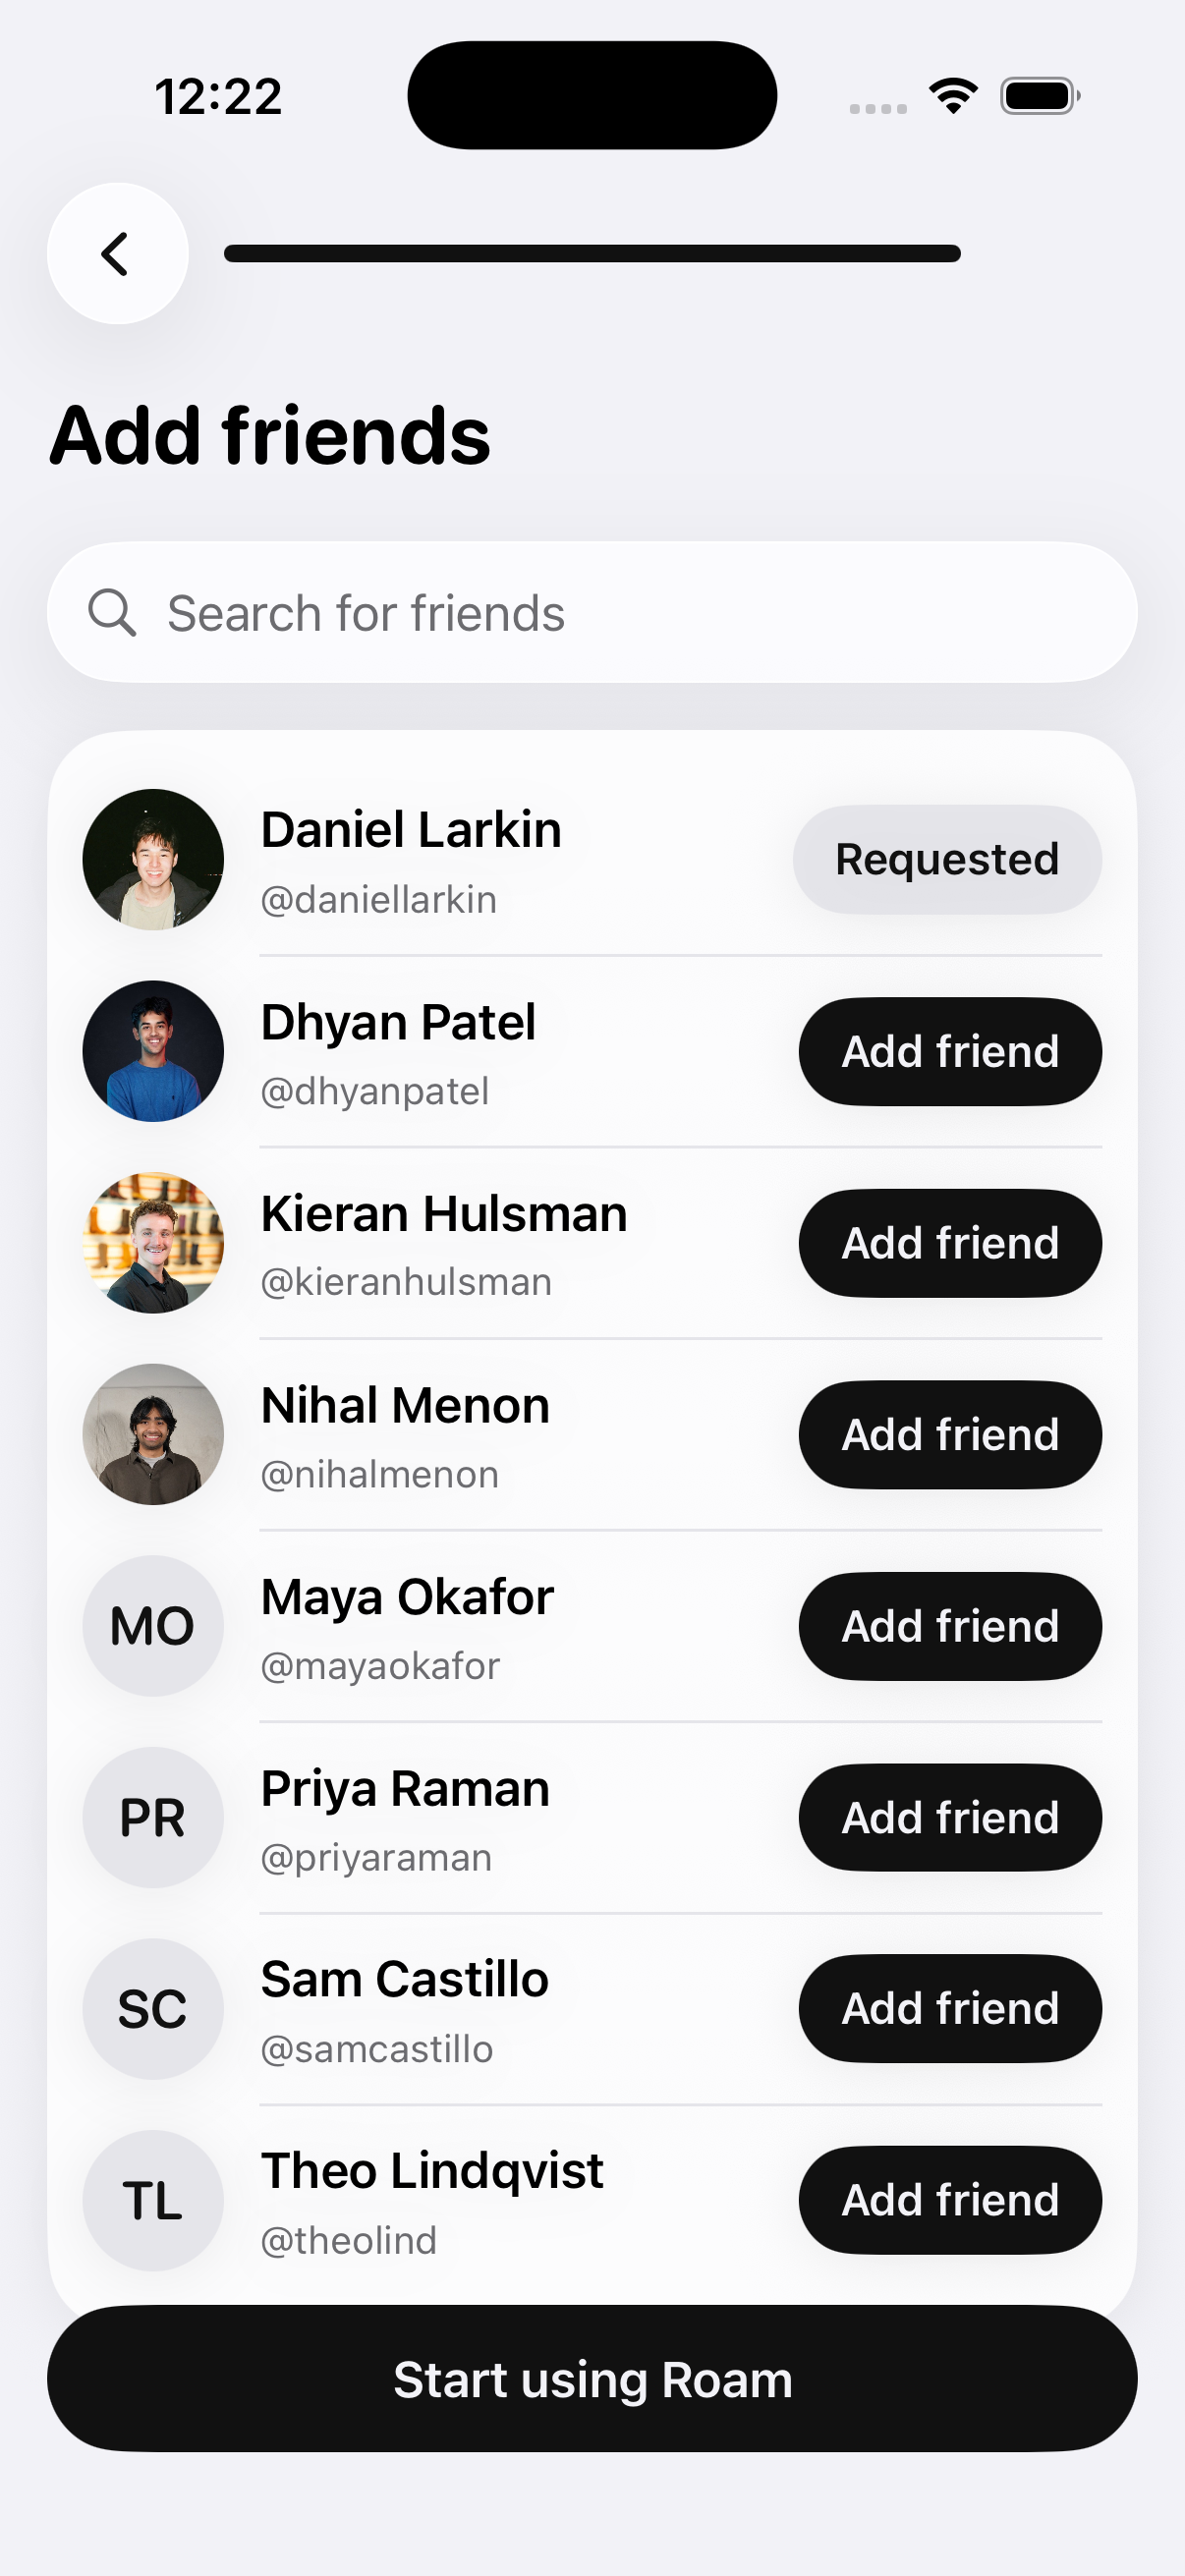 12:22
Add friends
Search for friends
Daniel Larkin
@daniellarkin
Requested
Dhyan Patel
@dhyanpatel
Add friend
Kieran Hulsman
@kieranhulsman
Add friend
Nihal Menon
@nihalmenon
Add friend
MO
Maya Okafor
@mayaokafor
Add friend
PR
Priya Raman
@priyaraman
Add friend
SC
Sam Castillo
@samcastillo
Add friend
TL
Theo Lindqvist
@theolind
Add friend
Start using Roam